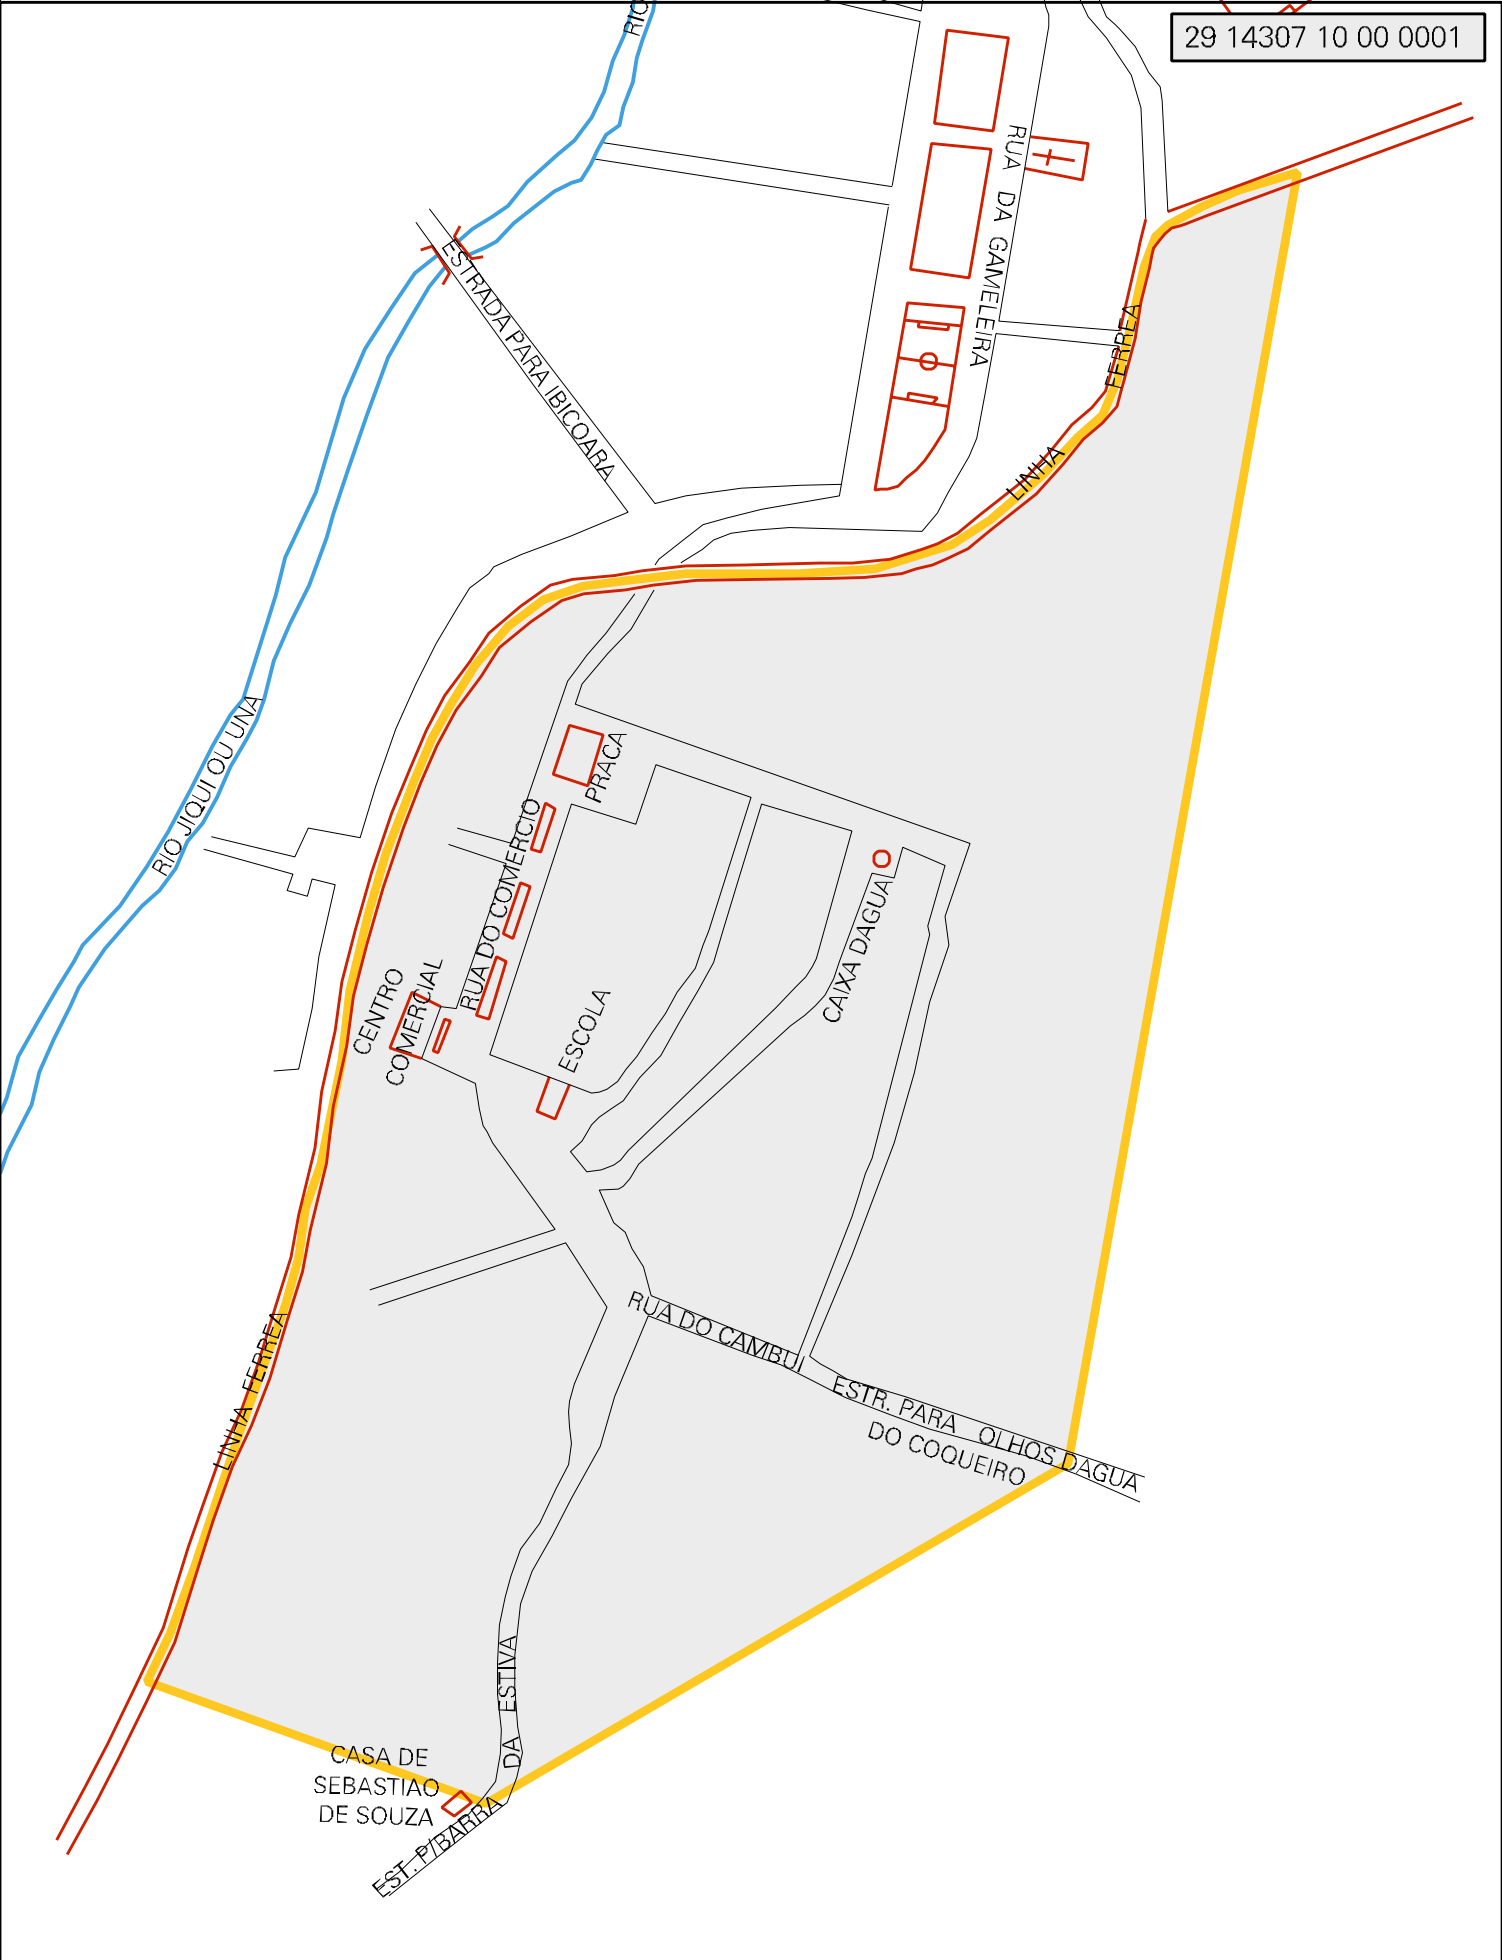 RIO
29 14307 10 00 0001
RUA DA GAMELEIRA
ESTRADA PARA IBICOARA
LINHA FERREA
RIO JIQUI OU UNA
PRACA
RUA DO COMERCIO
CAIXA DAGUA
CENTRO
COMERCIAL
ESCOLA
RUA DO CAMBUI
LINHA FERREA
ESTR. PARA OLHOS DAGUA
DO COQUEIRO
CASA DE
SEBASTIAO
DE SOUZA
EST. P/BARRA DA ESTIVA